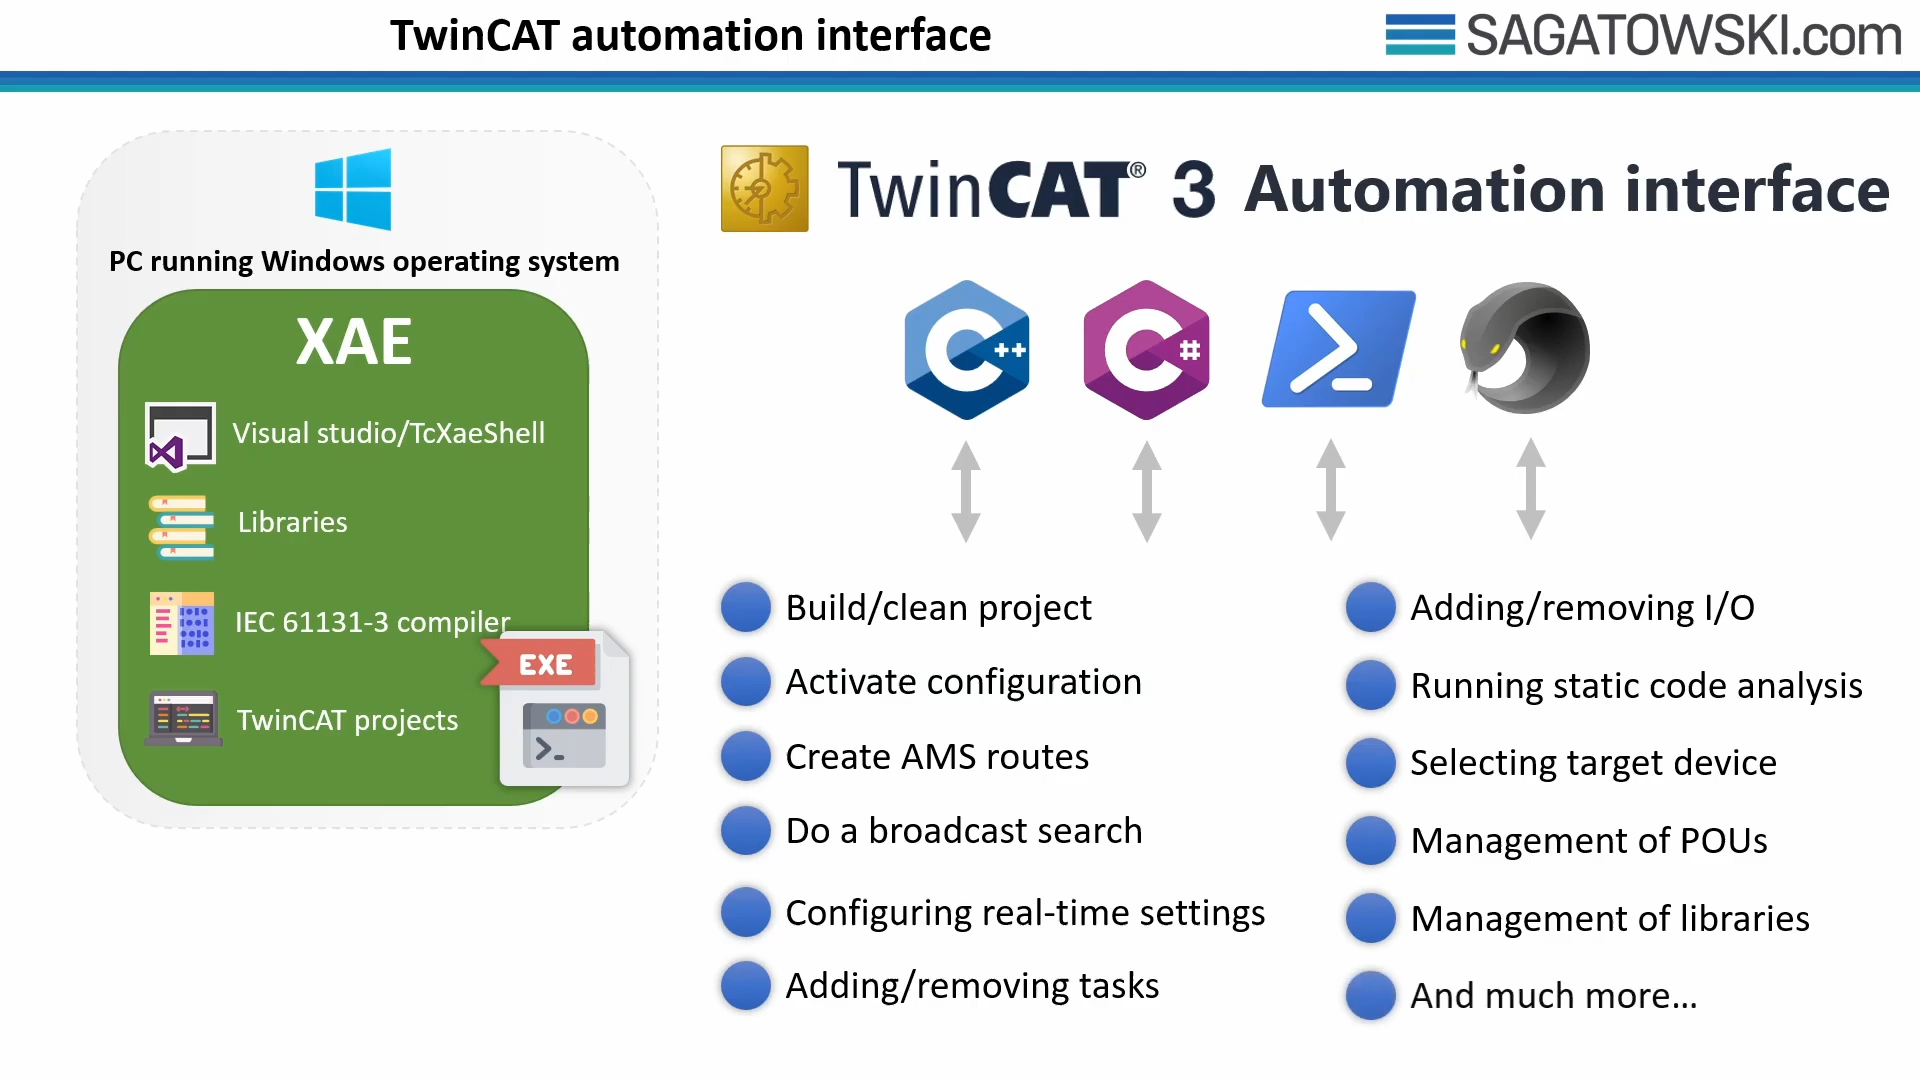 TwinCAT automation interface
SAGATOWSKI.com
PC running Windows operating system
XAE
Visual studio/TcXaeShell
Libraries
IEC 61131-3 compiler
EXE
TwinCAT projects
TwinCAT® 3 Automation interface
C++
C#
Build/clean project
Activate configuration
Create AMS routes
Do a broadcast search
Configuring real-time settings
Adding/removing tasks
Adding/removing I/O
Running static code analysis
Selecting target device
Management of POUs
Management of libraries
And much more...